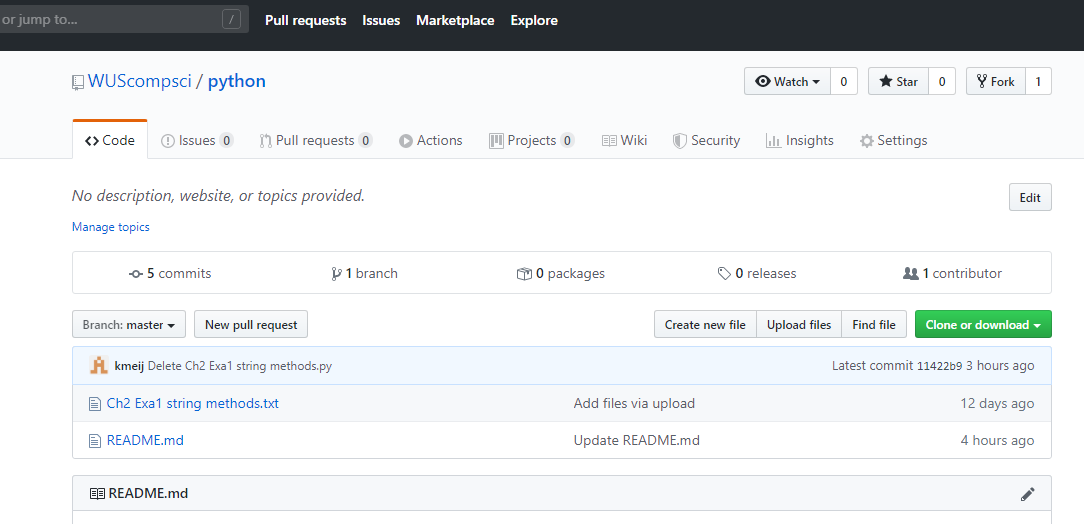 or jump to... / Pull requests Issues Marketplace Explore
WUScompsci / python Watch 0 Star 0 Fork 1
Code Issues 0 Pull requests 0 Actions Projects 0 Wiki Security Insights Settings
No description, website, or topics provided. Edit
Manage topics
5 commits 1 branch 0 packages 0 releases 1 contributor
Branch: master New pull request Create new file Upload files Find file Clone or download
kmeij Delete Ch2 Exa1 string methods.py Latest commit 11422b9 3 hours ago
Ch2 Exa1 string methods.txt Add files via upload 12 days ago
README.md Update README.md 4 hours ago
README.md